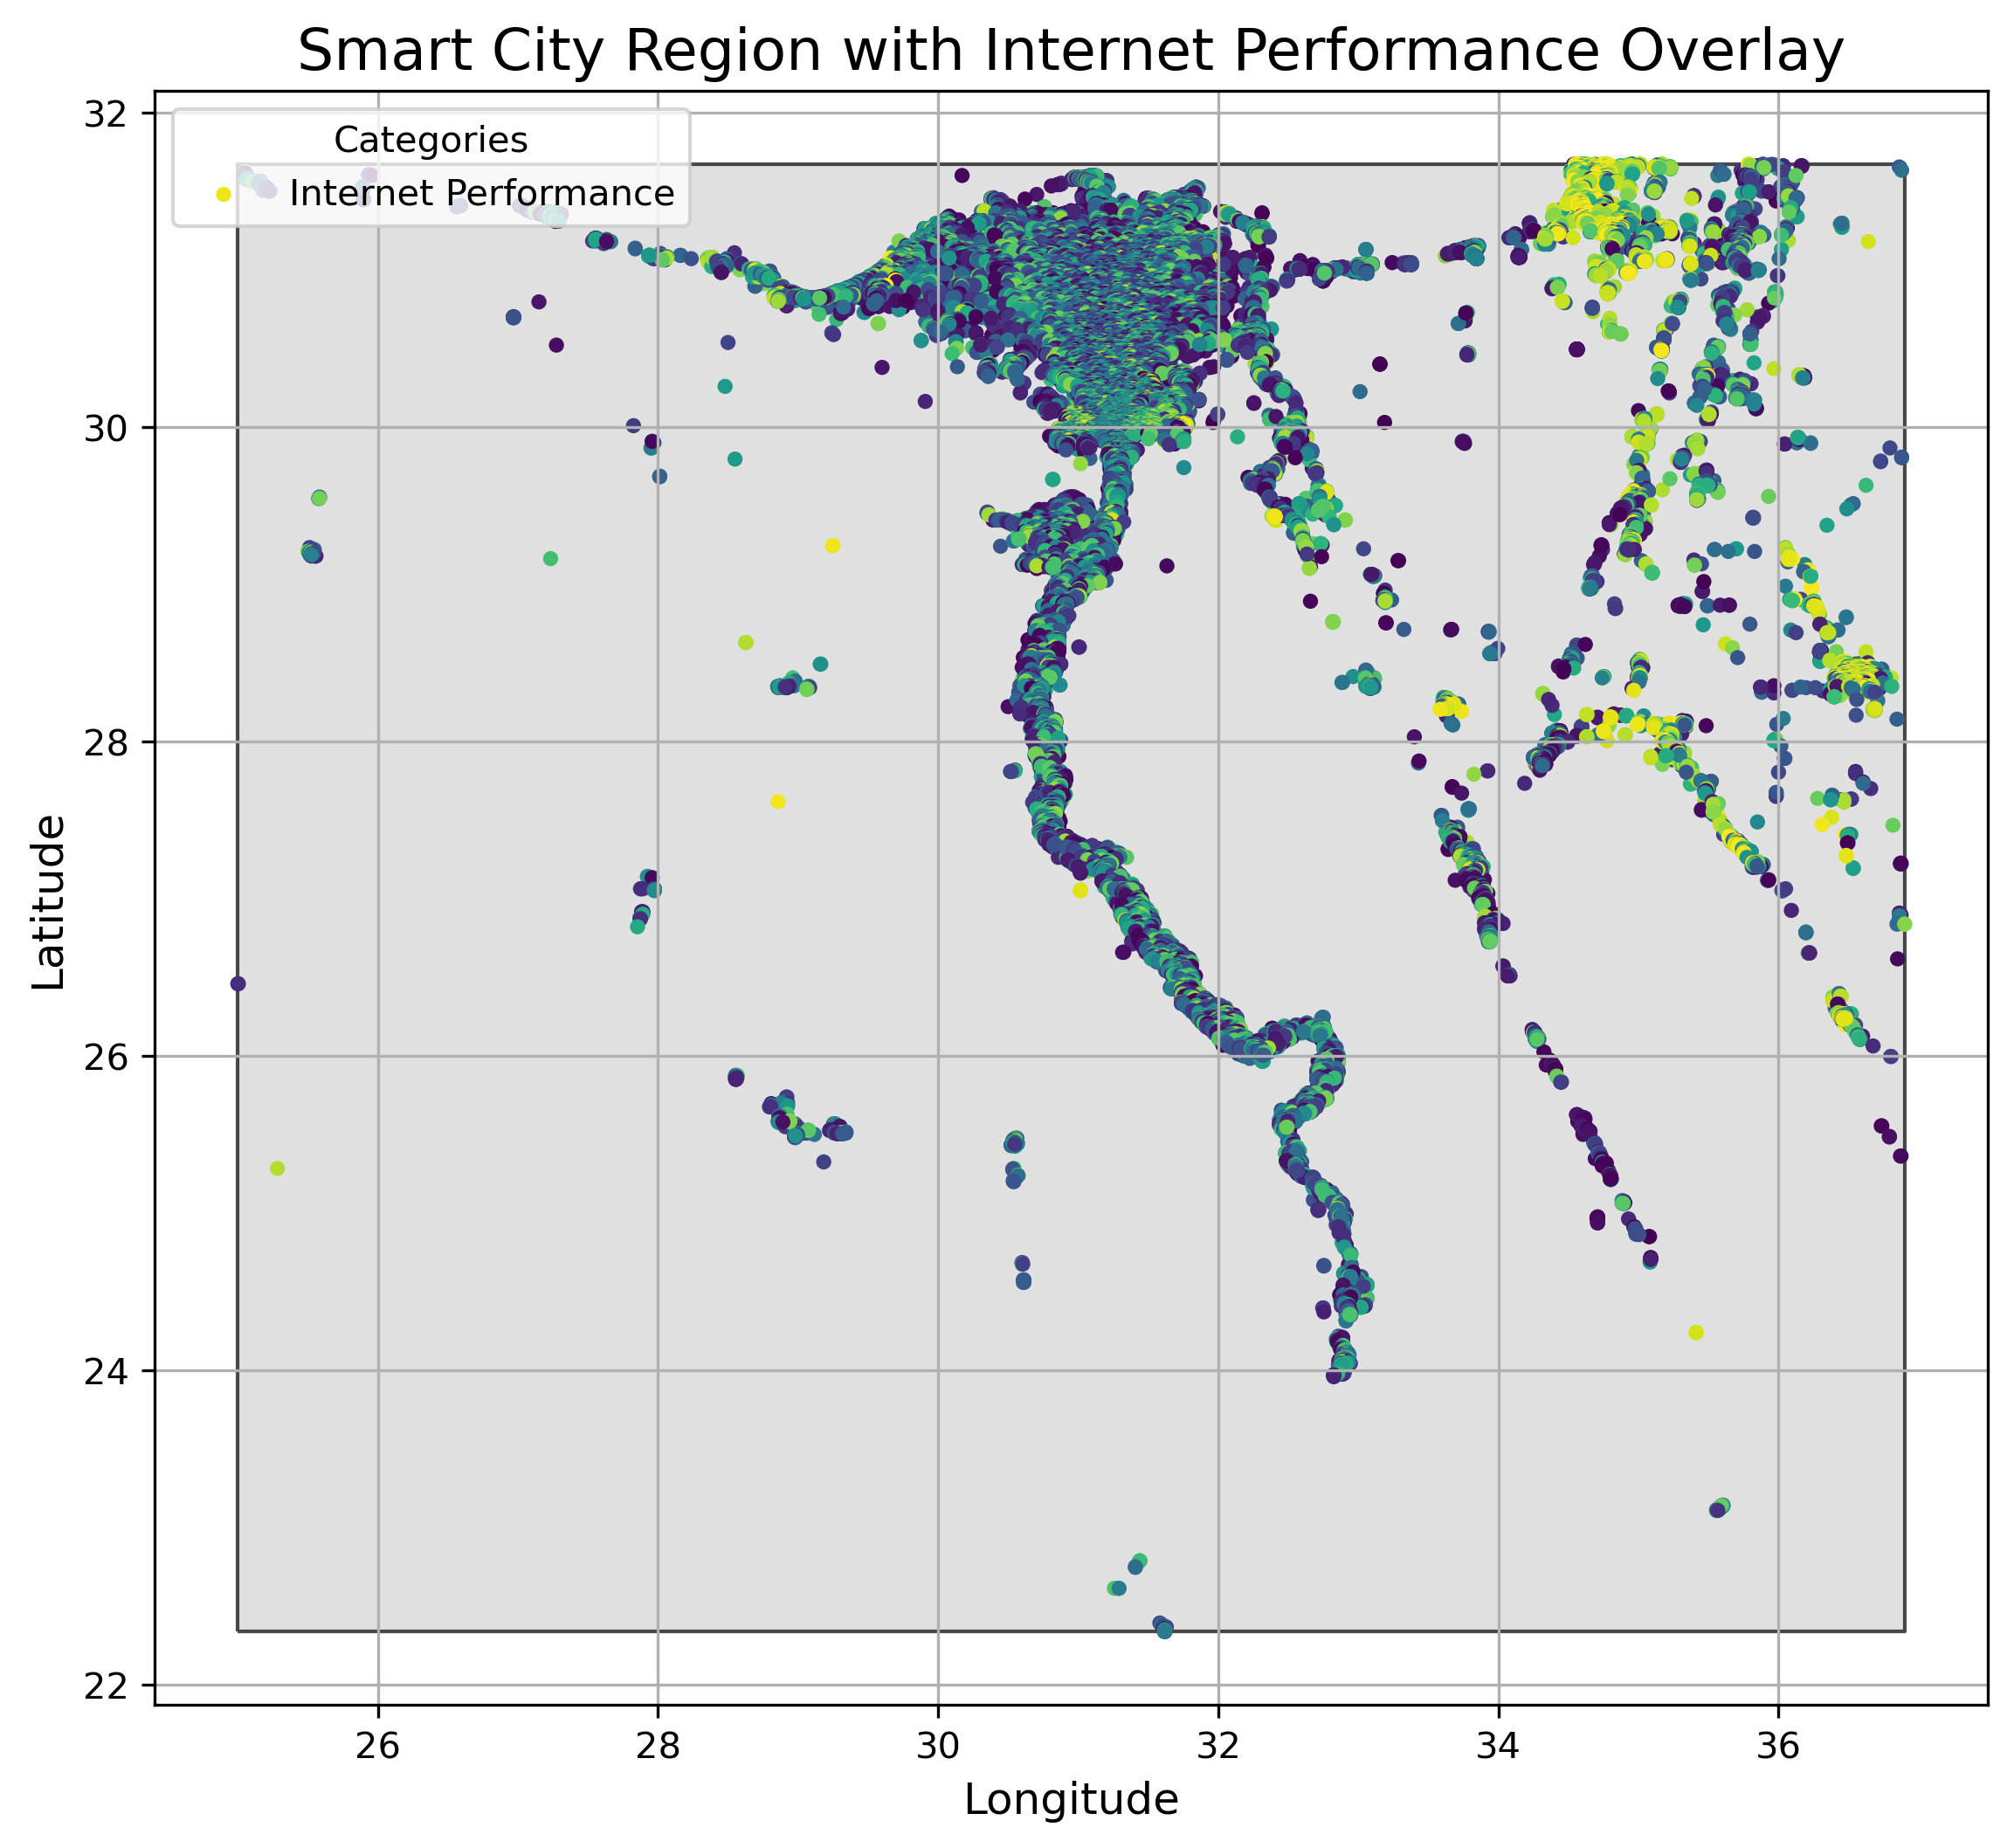 Smart City Region with Internet Performance Overlay
Categories
Internet Performance
32
30
28
26
24
22
Latitude
26 28 30 32 34 36
Longitude